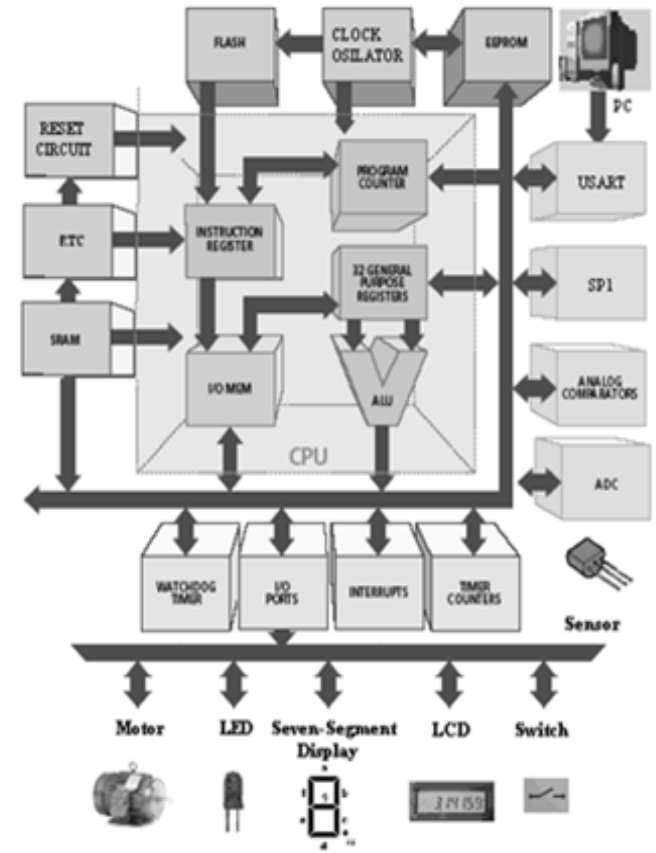 FLASH
CLOCK
OSILATOR
EEPROM
PC
RESET
CIRCUIT
PROGRAM
COUNTER
USART
RTC
INSTRUCTION
REGISTER
32 GENERAL
PURPOSE
REGISTERS
SP1
SRAM
I/O MEM
ALU
ANALOG
COMPARATORS
CPU
ADC
WATCHDOG
TIMER
I/O
PORTS
INTERRUPTS
TIMER
COUNTERS
Sensor
Motor
LED
Seven-Segment
Display
LCD
Switch
a
f
b
g
e
c
d
3.14159